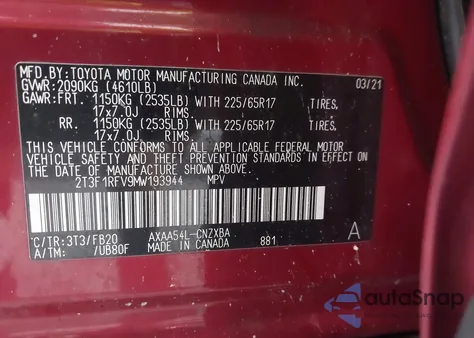 MFD.BY:TOYOTA MOTOR MANUFACTURING CANADA INC. 03/21
GVWR:2090KG (4610LB)
GAWR:FRT. 1150KG (2535LB) WITH 225/65R17 TIRES,
17x7.0J RIMS.
RR. 1150KG (2535LB) WITH 225/65R17 TIRES,
17x7.0J RIMS.
THIS VEHICLE CONFORMS TO ALL APPLICABLE FEDERAL MOTOR
VEHICLE SAFETY AND BUMPER STANDARDS IN EFFECT ON
THE DATE OF MANUFACTURE SHOWN ABOVE.
2T3F1RFV9MW193944 MPV
C/TR:3T3/FB20 AXAA54L-CNZXBA A
A/TM: /UB80F MADE IN CANADA 881
autoSnap